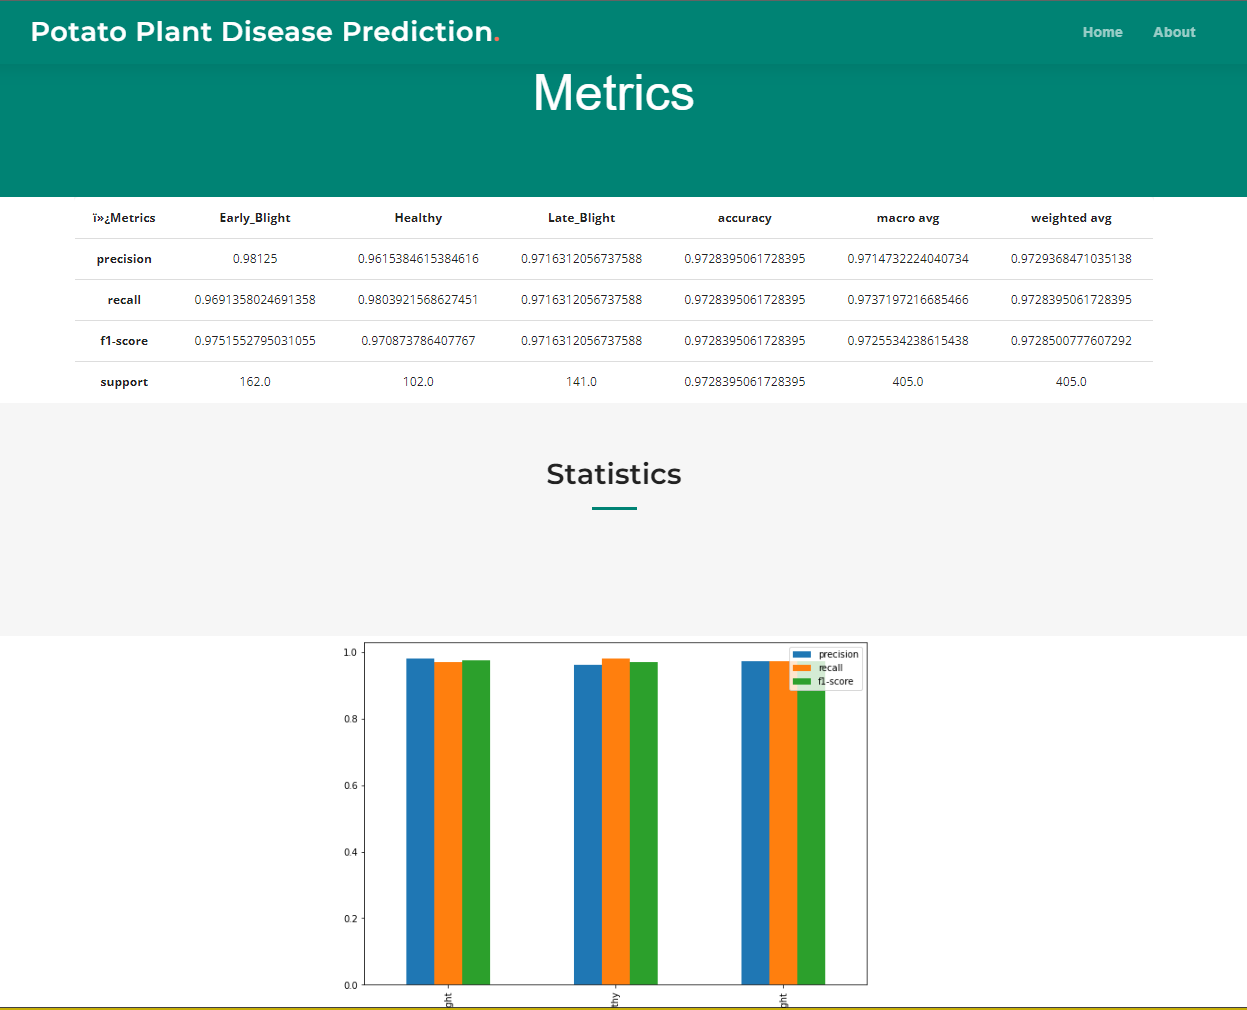 Potato Plant Disease Prediction.
Home About
Metrics
ï»¿Metrics Early_Blight Healthy Late_Blight accuracy macro avg weighted avg
precision 0.98125 0.9615384615384616 0.9716312056737588 0.9728395061728395 0.9714732224040734 0.9729368471035138
recall 0.9691358024691358 0.9803921568627451 0.9716312056737588 0.9728395061728395 0.9737197216685466 0.9728395061728395
f1-score 0.9751552795031055 0.970873786407767 0.9716312056737588 0.9728395061728395 0.9725534238615438 0.9728500777607292
support 162.0 102.0 141.0 0.9728395061728395 405.0 405.0
Statistics
1.0
0.8
0.6
0.4
0.2
0.0
precision
recall
f1-score
ght
thy
ght